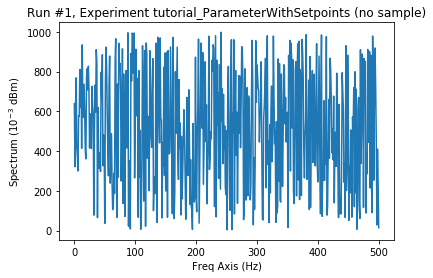 Run #1, Experiment tutorial_ParameterWithSetpoints (no sample)
1000
800
600
400
200
0
Spectrum (10⁻³ dBm)
0 100 200 300 400 500
Freq Axis (Hz)